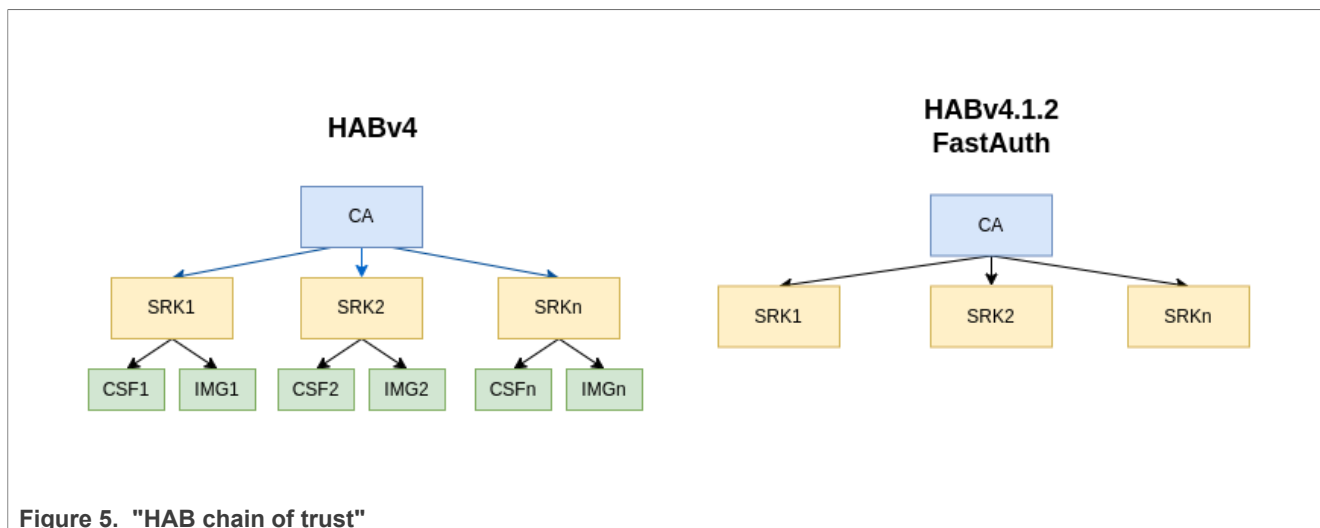 HABv4
HABv4.1.2
FastAuth
CA
CA
SRK1
SRK2
SRKn
SRK1
SRK2
SRKn
CSF1
IMG1
CSF2
IMG2
CSFn
IMGn
Figure 5. "HAB chain of trust"